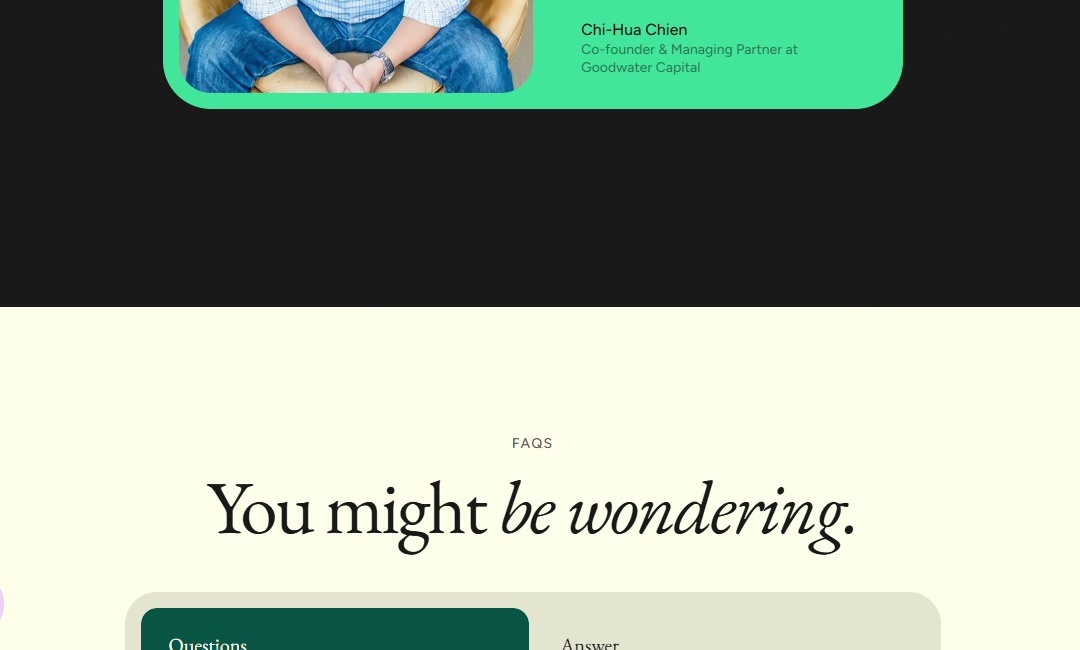 Chi-Hua Chien
Co-founder & Managing Partner at
Goodwater Capital
FAQS
You might be wondering.
Questions
Answer